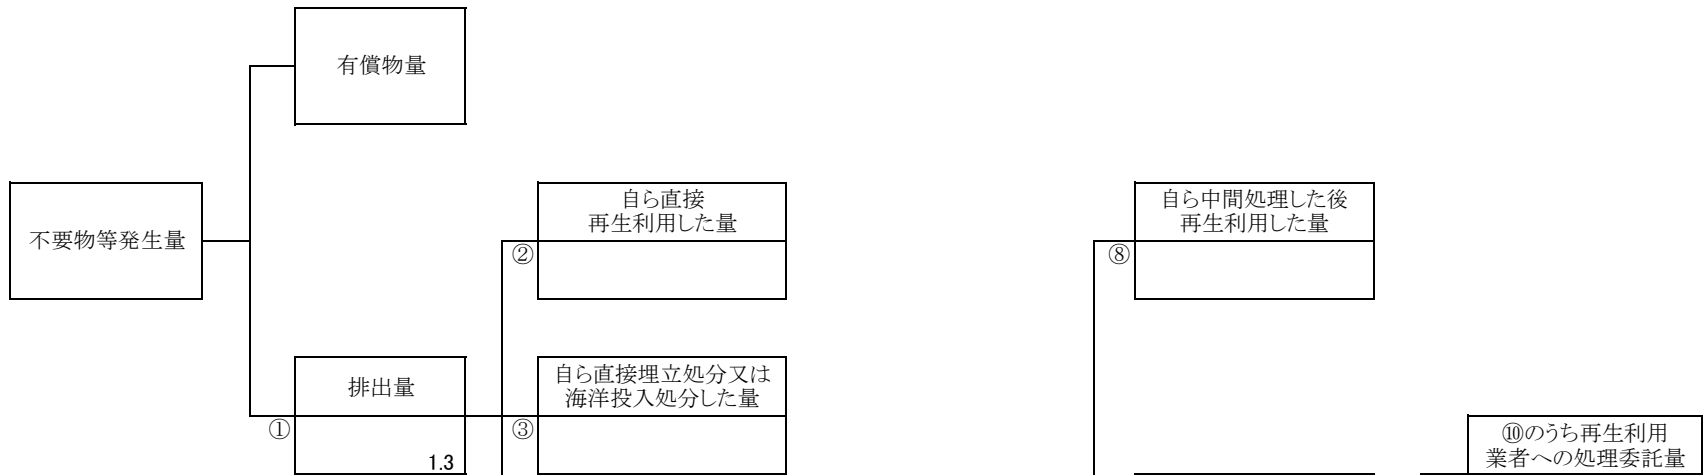 有償物量
不要物等発生量
自ら直接
再生利用した量
②
自ら中間処理した後
再生利用した量
⑧
排出量
①
1.3
自ら直接埋立処分又は
海洋投入処分した量
③
⑩のうち再生利用
業者への処理委託量